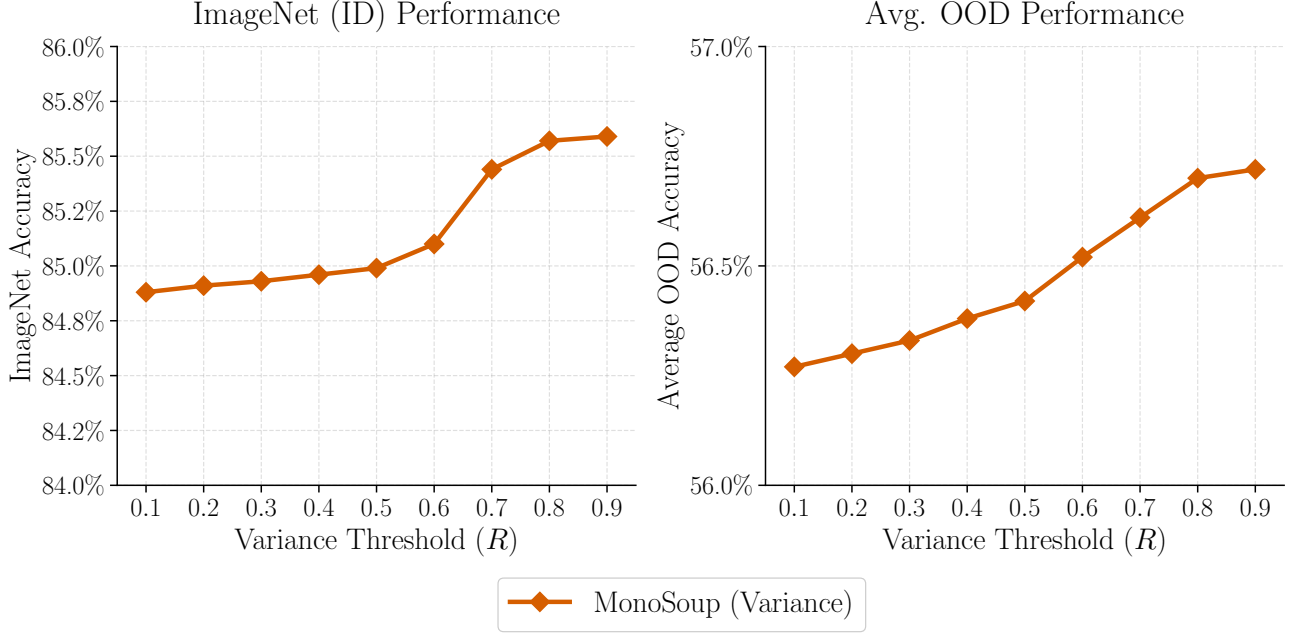 ImageNet (ID) Performance
86.0%
85.8%
85.5%
85.2%
85.0%
84.8%
84.5%
84.2%
84.0%
ImageNet Accuracy
0.1 0.2 0.3 0.4 0.5 0.6 0.7 0.8 0.9
Variance Threshold (R)
Avg. OOD Performance
57.0%
56.5%
56.0%
Average OOD Accuracy
0.1 0.2 0.3 0.4 0.5 0.6 0.7 0.8 0.9
Variance Threshold (R)
MonoSoup (Variance)